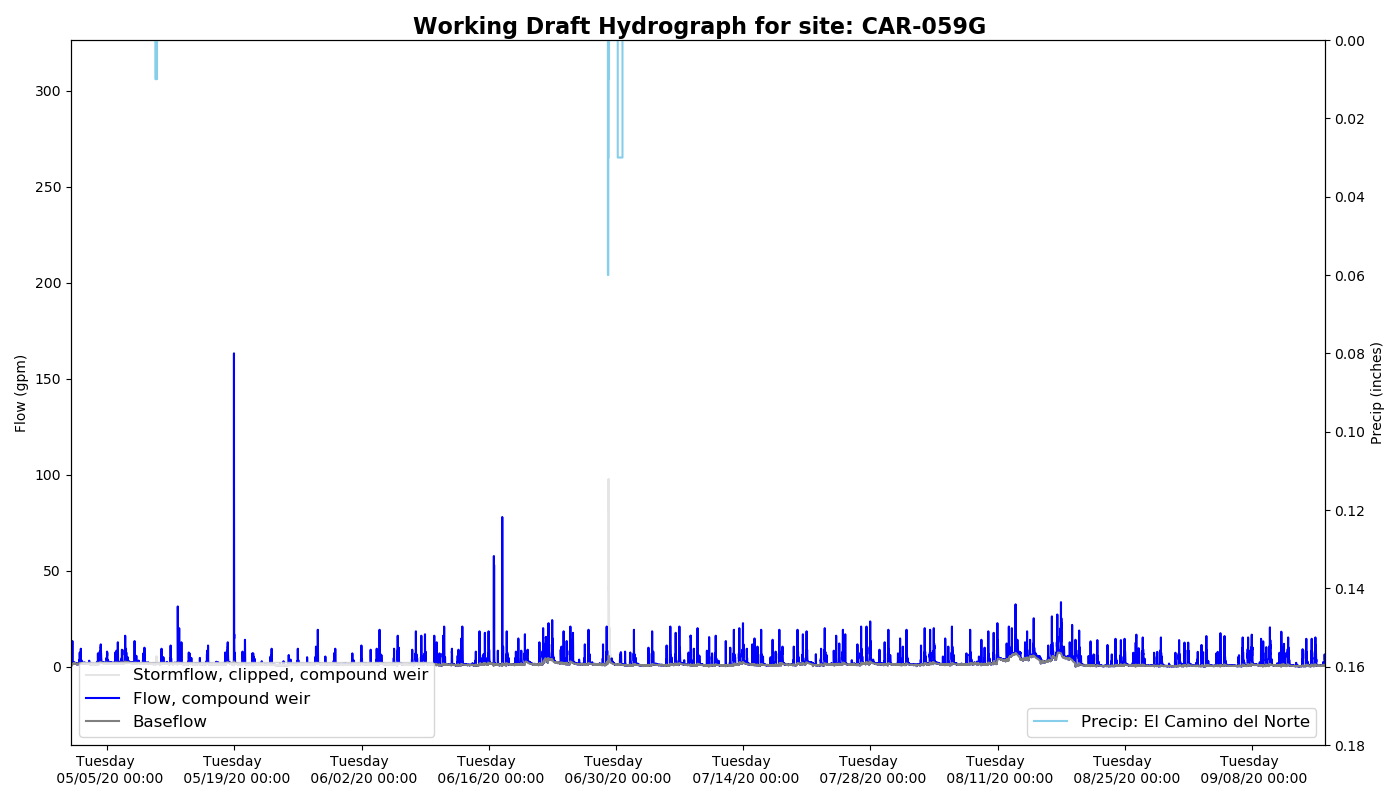 Working Draft Hydrograph for site: CAR-059G
300
250
200
150
100
50
0
Flow (gpm)
0.00
0.02
0.04
0.06
0.08
0.10
0.12
0.14
0.16
0.18
Precip (inches)
Stormflow, clipped, compound weir
Flow, compound weir
Baseflow
Precip: El Camino del Norte
Tuesday
05/05/20 00:00
Tuesday
05/19/20 00:00
Tuesday
06/02/20 00:00
Tuesday
06/16/20 00:00
Tuesday
06/30/20 00:00
Tuesday
07/14/20 00:00
Tuesday
07/28/20 00:00
Tuesday
08/11/20 00:00
Tuesday
08/25/20 00:00
Tuesday
09/08/20 00:00